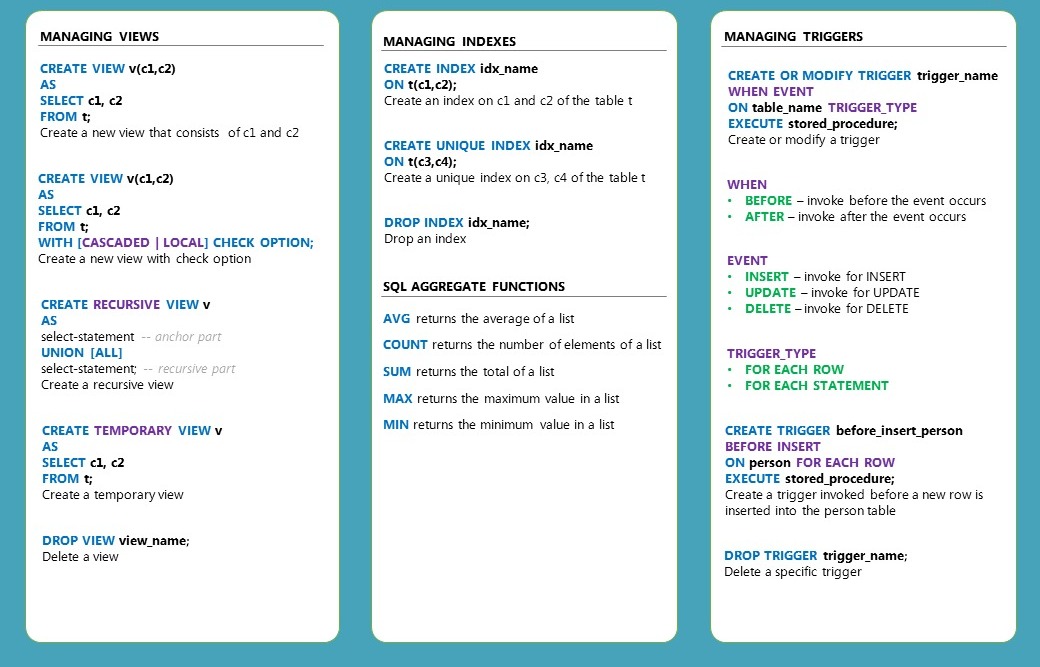 MANAGING VIEWS
CREATE VIEW v(c1,c2)
AS
SELECT c1, c2
FROM t;
Create a new view that consists of c1 and c2
CREATE VIEW v(c1,c2)
AS
SELECT c1, c2
FROM t;
WITH [CASCADED | LOCAL] CHECK OPTION;
Create a new view with check option
CREATE RECURSIVE VIEW v
AS
select-statement -- anchor part
UNION [ALL]
select-statement; -- recursive part
Create a recursive view
CREATE TEMPORARY VIEW v
AS
SELECT c1, c2
FROM t;
Create a temporary view
DROP VIEW view_name;
Delete a view
MANAGING INDEXES
CREATE INDEX idx_name
ON t(c1,c2);
Create an index on c1 and c2 of the table t
CREATE UNIQUE INDEX idx_name
ON t(c3,c4);
Create a unique index on c3, c4 of the table t
DROP INDEX idx_name;
Drop an index
SQL AGGREGATE FUNCTIONS
AVG returns the average of a list
COUNT returns the number of elements of a list
SUM returns the total of a list
MAX returns the maximum value in a list
MIN returns the minimum value in a list
MANAGING TRIGGERS
CREATE OR MODIFY TRIGGER trigger_name
WHEN EVENT
ON table_name TRIGGER_TYPE
EXECUTE stored_procedure;
Create or modify a trigger
WHEN
• BEFORE – invoke before the event occurs
• AFTER – invoke after the event occurs
EVENT
• INSERT – invoke for INSERT
• UPDATE – invoke for UPDATE
• DELETE – invoke for DELETE
TRIGGER_TYPE
• FOR EACH ROW
• FOR EACH STATEMENT
CREATE TRIGGER before_insert_person
BEFORE INSERT
ON person FOR EACH ROW
EXECUTE stored_procedure;
Create a trigger invoked before a new row is
inserted into the person table
DROP TRIGGER trigger_name;
Delete a specific trigger